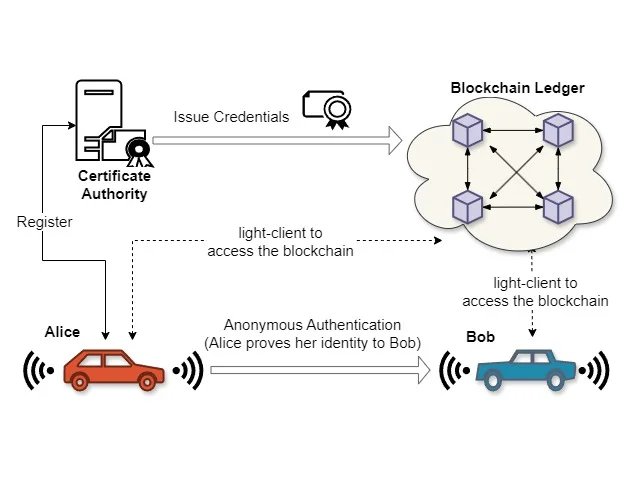 Blockchain Ledger
Issue Credentials
Certificate
Authority
Register
light-client to
access the blockchain
light-client to
access the blockchain
Anonymous Authentication
(Alice proves her identity to Bob)
Alice
Bob